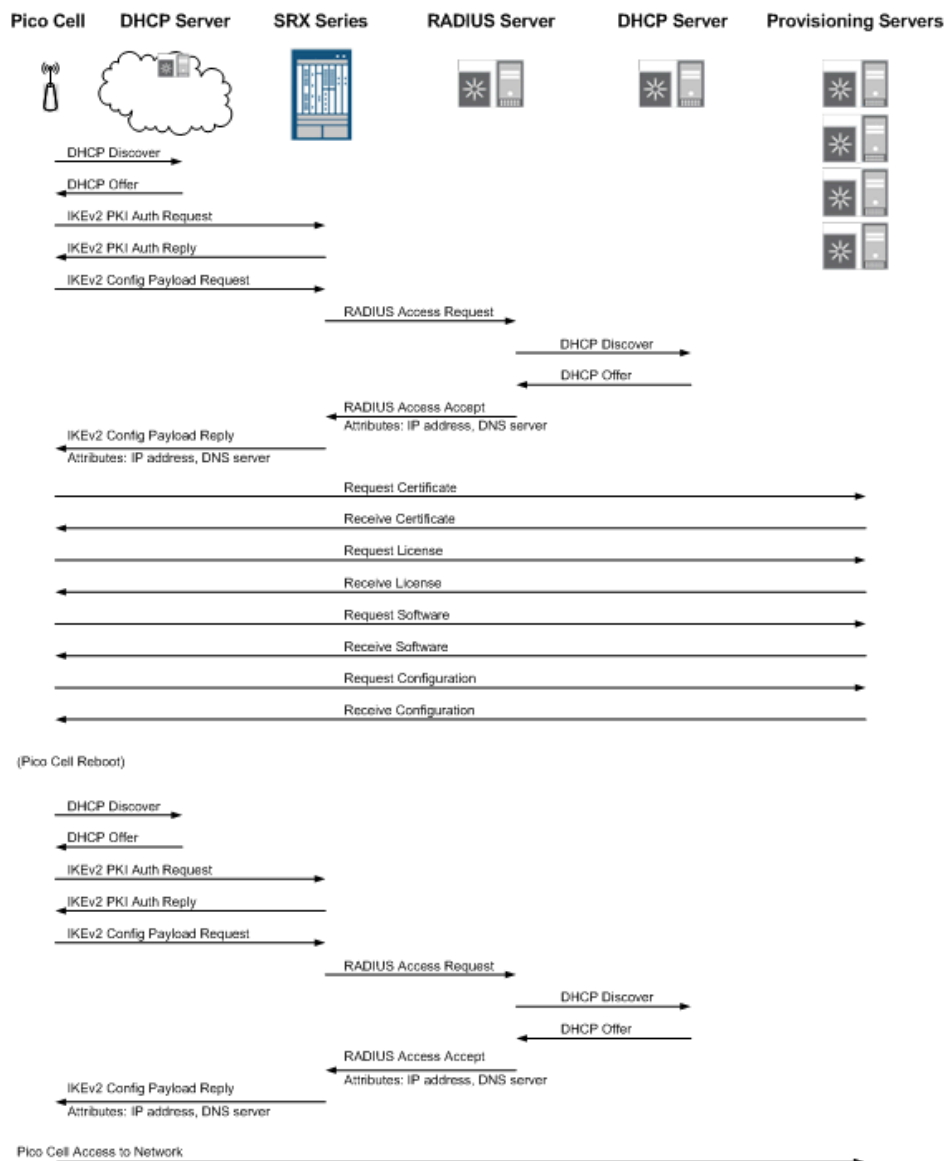 Pico Cell DHCP Server SRX Series RADIUS Server DHCP Server Provisioning Servers
DHCP Discover
DHCP Offer
IKEv2 PKI Auth Request
IKEv2 PKI Auth Reply
IKEv2 Config Payload Request
RADIUS Access Request
DHCP Discover
DHCP Offer
RADIUS Access Accept
Attributes: IP address, DNS server
IKEv2 Config Payload Reply
Attributes: IP address, DNS server
Request Certificate
Receive Certificate
Request License
Receive License
Request Software
Receive Software
Request Configuration
Receive Configuration
(Pico Cell Reboot)
DHCP Discover
DHCP Offer
IKEv2 PKI Auth Request
IKEv2 PKI Auth Reply
IKEv2 Config Payload Request
RADIUS Access Request
DHCP Discover
DHCP Offer
RADIUS Access Accept
Attributes: IP address, DNS server
IKEv2 Config Payload Reply
Attributes: IP address, DNS server
Pico Cell Access to Network